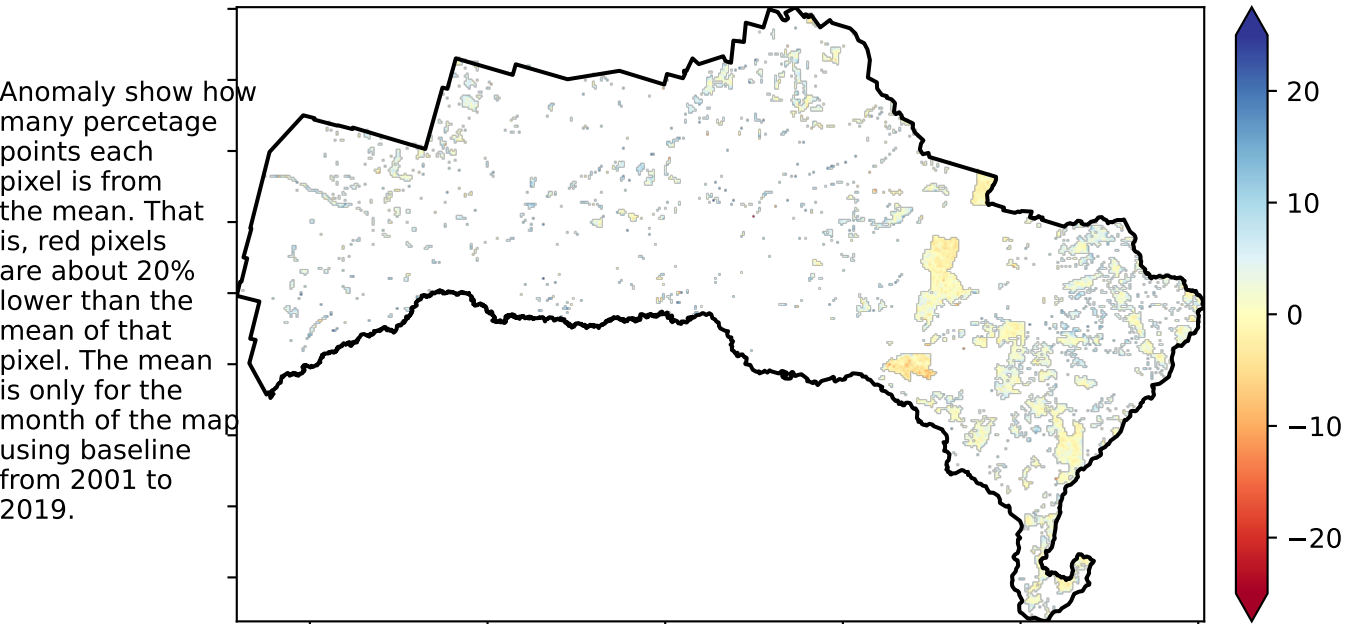 Anomaly show how
many percetage
points each
pixel is from
the mean. That
is, red pixels
are about 20%
lower than the
mean of that
pixel. The mean
is only for the
month of the map
using baseline
from 2001 to
2019.
20
10
0
−10
−20